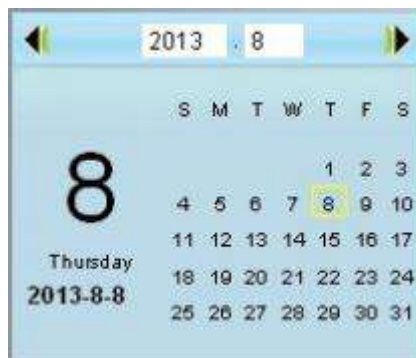 2013 . 8
S M T W T F S
1 2 3
4 5 6 7 8 9 10
11 12 13 14 15 16 17
18 19 20 21 22 23 24
25 26 27 28 29 30 31
8
Thursday
2013-8-8